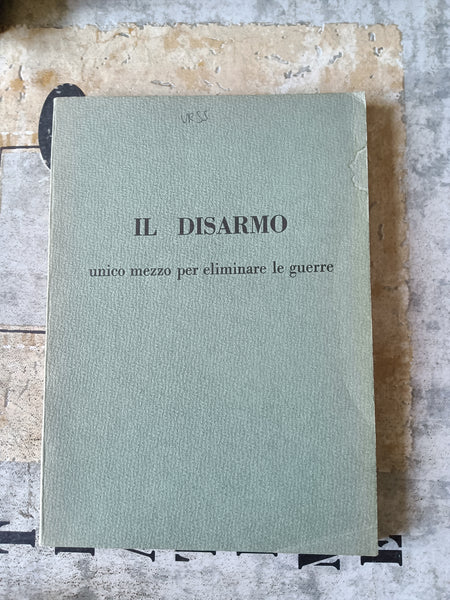 URSS
IL DISARMO
unico mezzo per eliminare le guerre